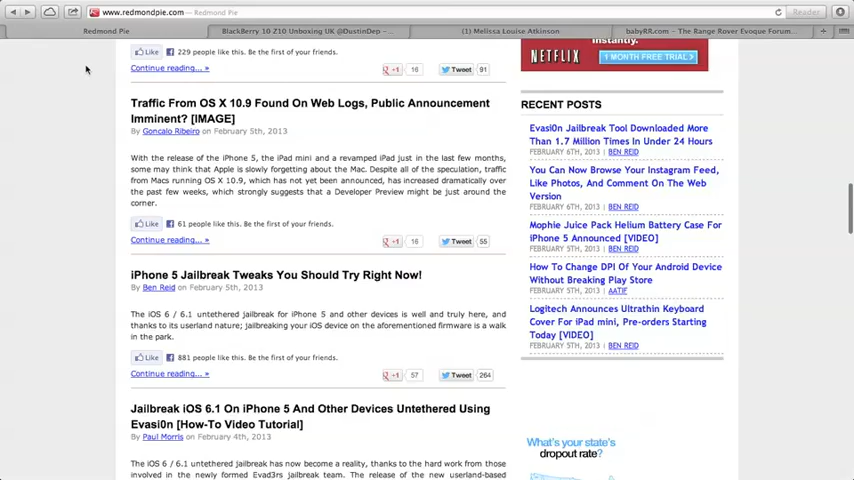 www.redmondpie.com — Redmond Pie
Reader
Redmond Pie
BlackBerry 10 Z10 Unboxing UK @DustinDep – ...
(1) Melissa Louise Atkinson
babyRR.com – The Range Rover Evoque Forum...
Like
229 people like this. Be the first of your friends.
Continue reading... »
+1
16
Tweet
91
Traffic From OS X 10.9 Found On Web Logs, Public Announcement
Imminent? [IMAGE]
By Goncalo Ribeiro on February 5th, 2013
With the release of the iPhone 5, the iPad mini and a revamped iPad just in the last few months,
some may think that Apple is slowly forgetting about the Mac. Despite all of the speculation, traffic
from Macs running OS X 10.9, which has not yet been announced, has increased dramatically over
the past few weeks, which strongly suggests that a Developer Preview might be just around the
corner.
Like
61 people like this. Be the first of your friends.
Continue reading... »
+1
16
Tweet
55
iPhone 5 Jailbreak Tweaks You Should Try Right Now!
By Ben Reid on February 5th, 2013
The iOS 6 / 6.1 untethered jailbreak for iPhone 5 and other devices is well and truly here, and
thanks to its userland nature; jailbreaking your iOS device on the aforementioned firmware is a walk
in the park.
Like
881 people like this. Be the first of your friends.
Continue reading... »
+1
57
Tweet
264
Jailbreak iOS 6.1 On iPhone 5 And Other Devices Untethered Using
Evasi0n [How-To Video Tutorial]
By Paul Morris on February 4th, 2013
The iOS 6 / 6.1 untethered jailbreak has now become a reality, thanks to the hard work from those
involved in the newly formed Evad3rs jailbreak team. The release of the new userland-based
instantly.
NETFLIX
1 MONTH FREE TRIAL›
RECENT POSTS
Evasi0n Jailbreak Tool Downloaded More
Than 1.7 Million Times In Under 24 Hours
FEBRUARY 6TH, 2013 | BEN REID
You Can Now Browse Your Instagram Feed,
Like Photos, And Comment On The Web
Version
FEBRUARY 6TH, 2013 | BEN REID
Mophie Juice Pack Helium Battery Case For
iPhone 5 Announced [VIDEO]
FEBRUARY 5TH, 2013 | BEN REID
How To Change DPI Of Your Android Device
Without Breaking Play Store
FEBRUARY 5TH, 2013 | AATIF
Logitech Announces Ultrathin Keyboard
Cover For iPad mini, Pre-orders Starting
Today [VIDEO]
FEBRUARY 5TH, 2013 | BEN REID
What's your state's
dropout rate?